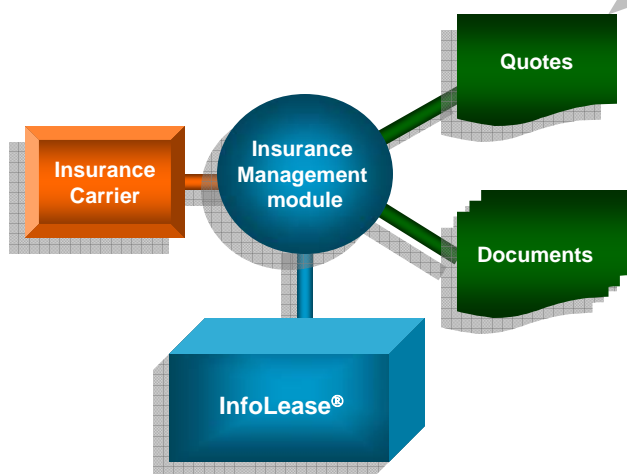 Quotes
Insurance
Management
module
Insurance
Carrier
Documents
InfoLease®